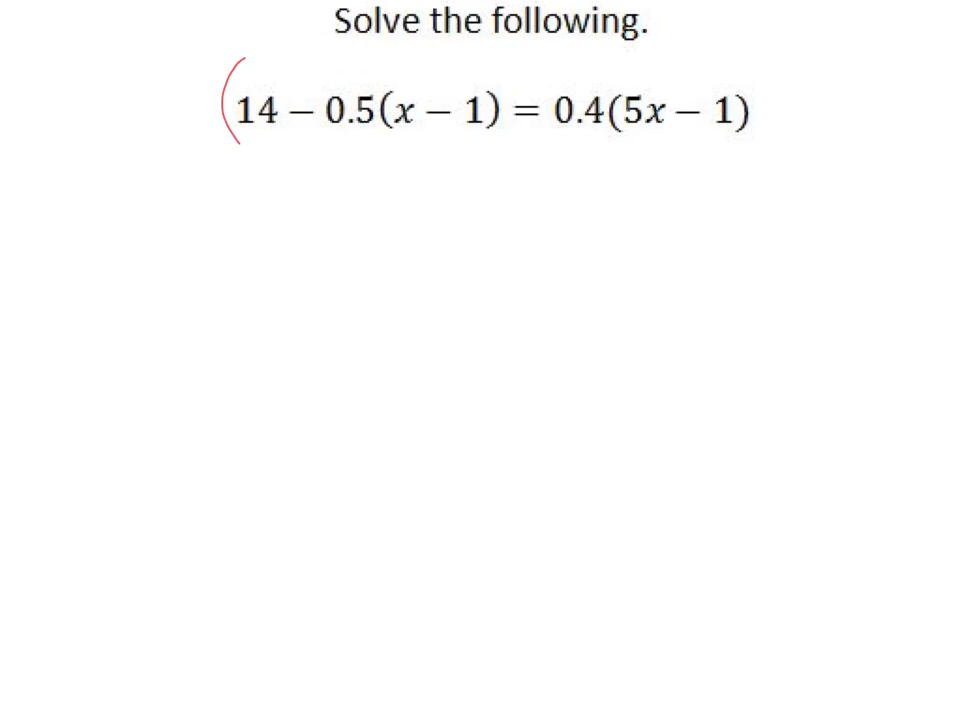 Solve the following.
(14 − 0.5(x − 1) = 0.4(5x − 1)